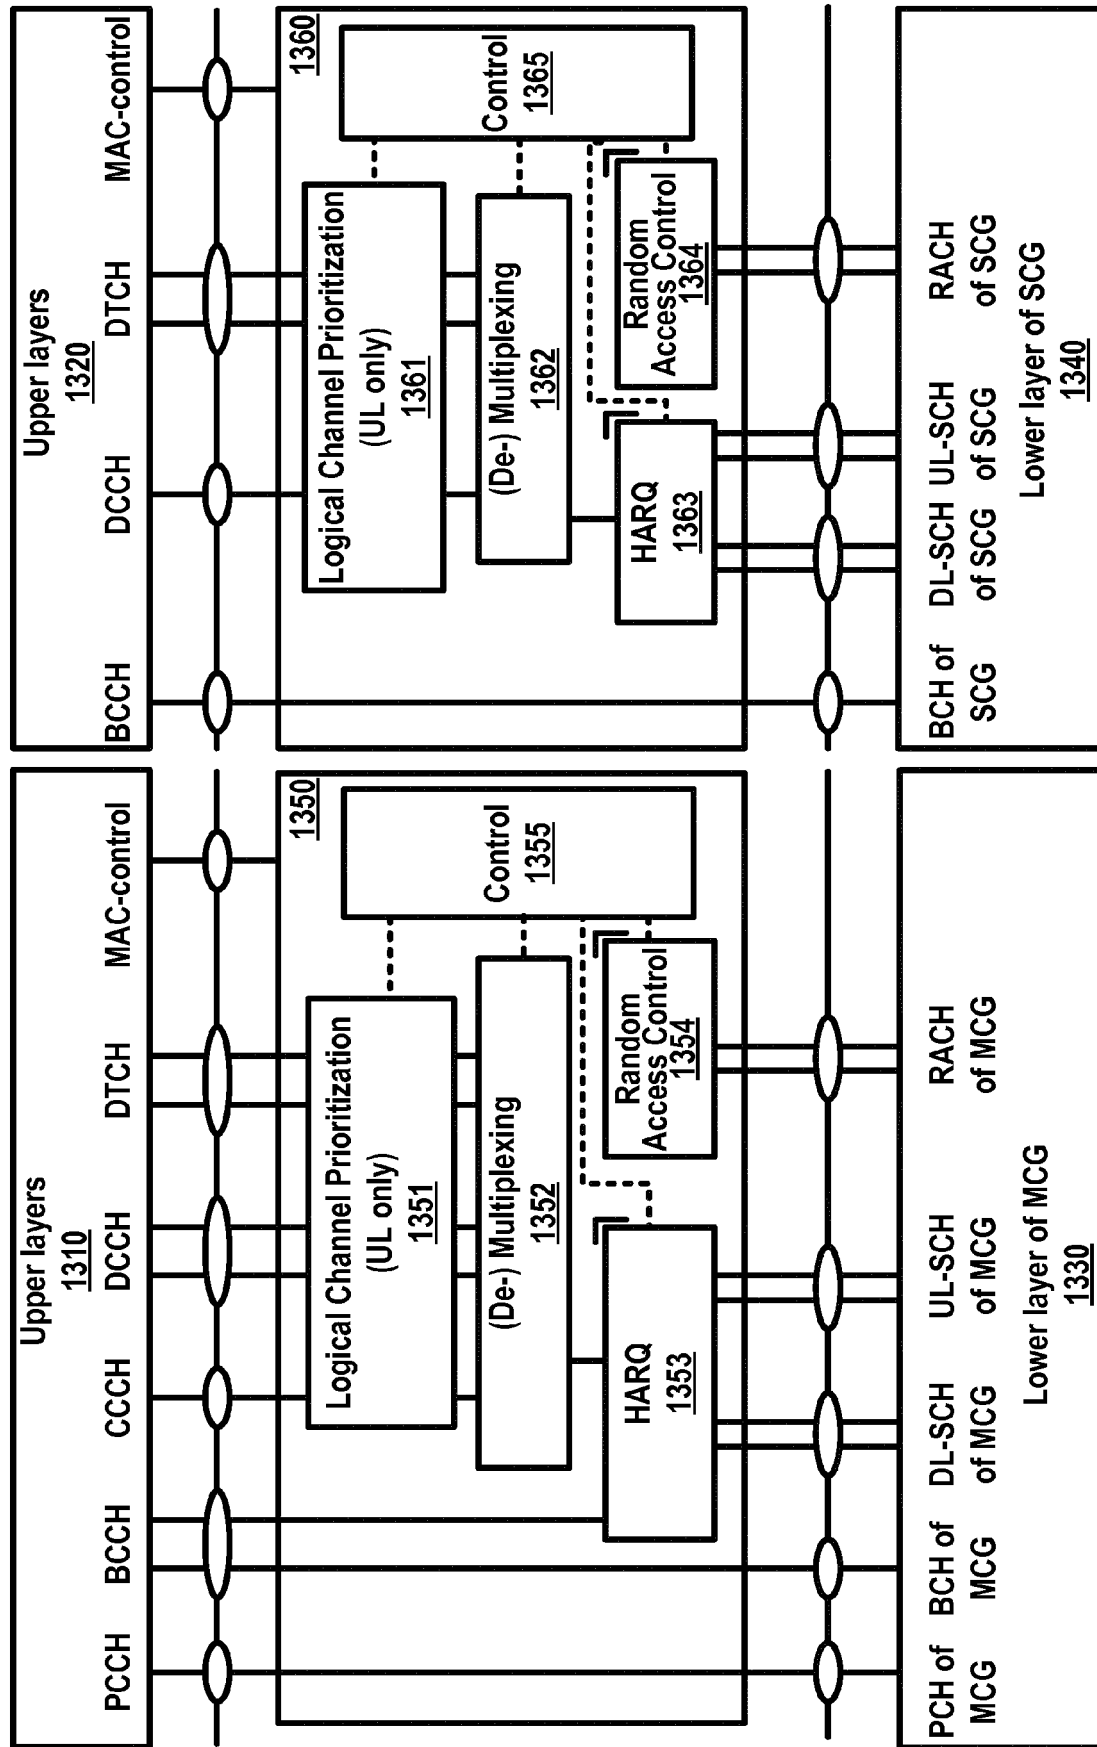 Upper layers
1310
PCCH
BCCH
CCCH
DCCH
DTCH
MAC-control
1350
Logical Channel Prioritization
(UL only)
1351
(De-) Multiplexing
1352
HARQ
1353
Random
Access Control
1354
Control
1355
PCH of
MCG
BCH of
MCG
DL-SCH
of MCG
UL-SCH
of MCG
RACH
of MCG
Lower layer of MCG
1330
Upper layers
1320
BCCH
DCCH
DTCH
MAC-control
1360
Logical Channel Prioritization
(UL only)
1361
(De-) Multiplexing
1362
HARQ
1363
Random
Access Control
1364
Control
1365
BCH of
SCG
DL-SCH
of SCG
UL-SCH
of SCG
RACH
of SCG
Lower layer of SCG
1340